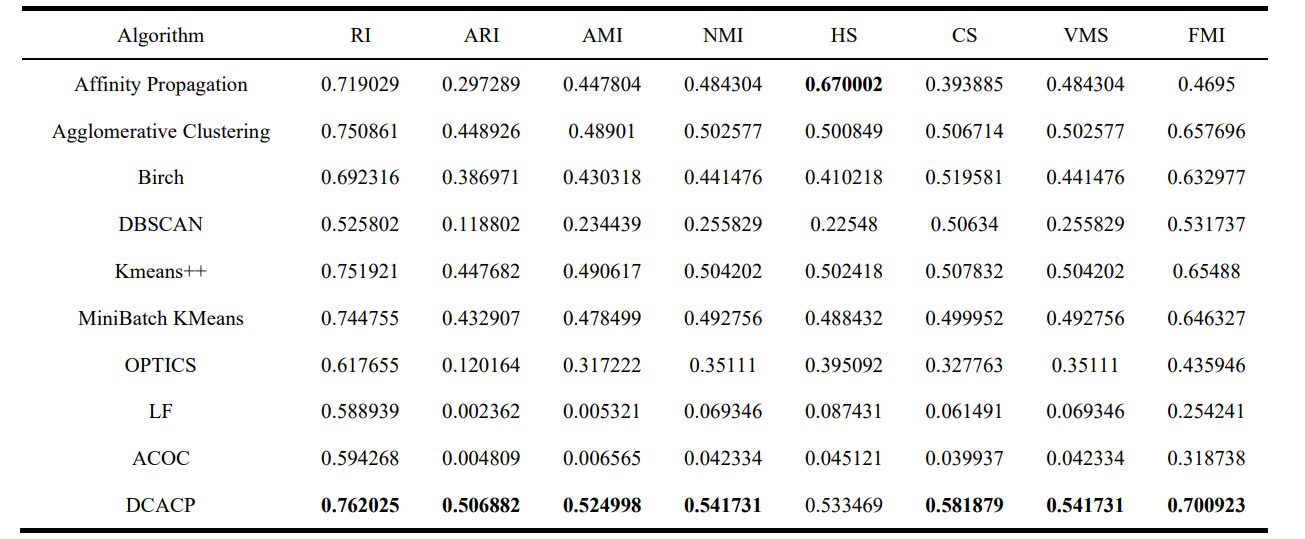 Algorithm RI ARI AMI NMI HS CS VMS FMI
Affinity Propagation 0.719029 0.297289 0.447804 0.484304 0.670002 0.393885 0.484304 0.4695
Agglomerative Clustering 0.750861 0.448926 0.48901 0.502577 0.500849 0.506714 0.502577 0.657696
Birch 0.692316 0.386971 0.430318 0.441476 0.410218 0.519581 0.441476 0.632977
DBSCAN 0.525802 0.118802 0.234439 0.255829 0.22548 0.50634 0.255829 0.531737
Kmeans++ 0.751921 0.447682 0.490617 0.504202 0.502418 0.507832 0.504202 0.65488
MiniBatch KMeans 0.744755 0.432907 0.478499 0.492756 0.488432 0.499952 0.492756 0.646327
OPTICS 0.617655 0.120164 0.317222 0.35111 0.395092 0.327763 0.35111 0.435946
LF 0.588939 0.002362 0.005321 0.069346 0.087431 0.061491 0.069346 0.254241
ACOC 0.594268 0.004809 0.006565 0.042334 0.045121 0.039937 0.042334 0.318738
DCACP 0.762025 0.506882 0.524998 0.541731 0.533469 0.581879 0.541731 0.700923